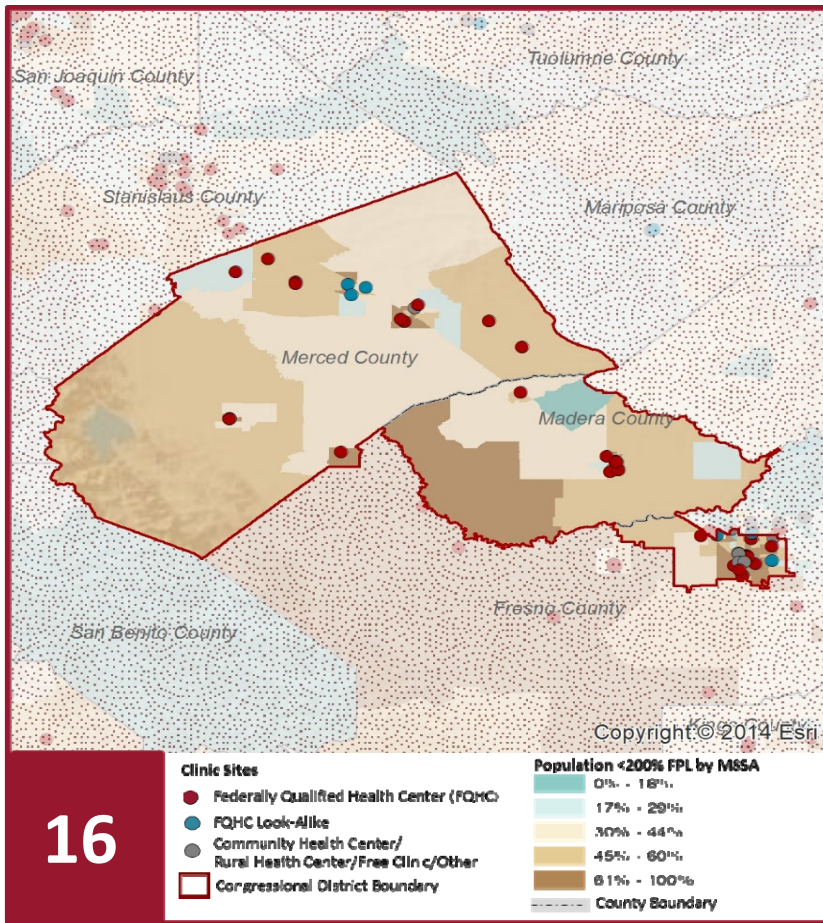 Tuolumne County
San Joaquin County
Stanislaus County
Mariposa County
Merced County
Madera County
Fresno County
San Benito County
Kings County
Copyright:© 2014 Esri
16
Clinic Sites
Federally Qualified Health Center (FQHC)
FQHC Look-Alike
Community Health Center/
Rural Health Center/Free Clinic/Other
Congressional District Boundary
Population <200% FPL by MSSA
0% - 16%
17% - 29%
30% - 44%
45% - 60%
61% - 100%
County Boundary